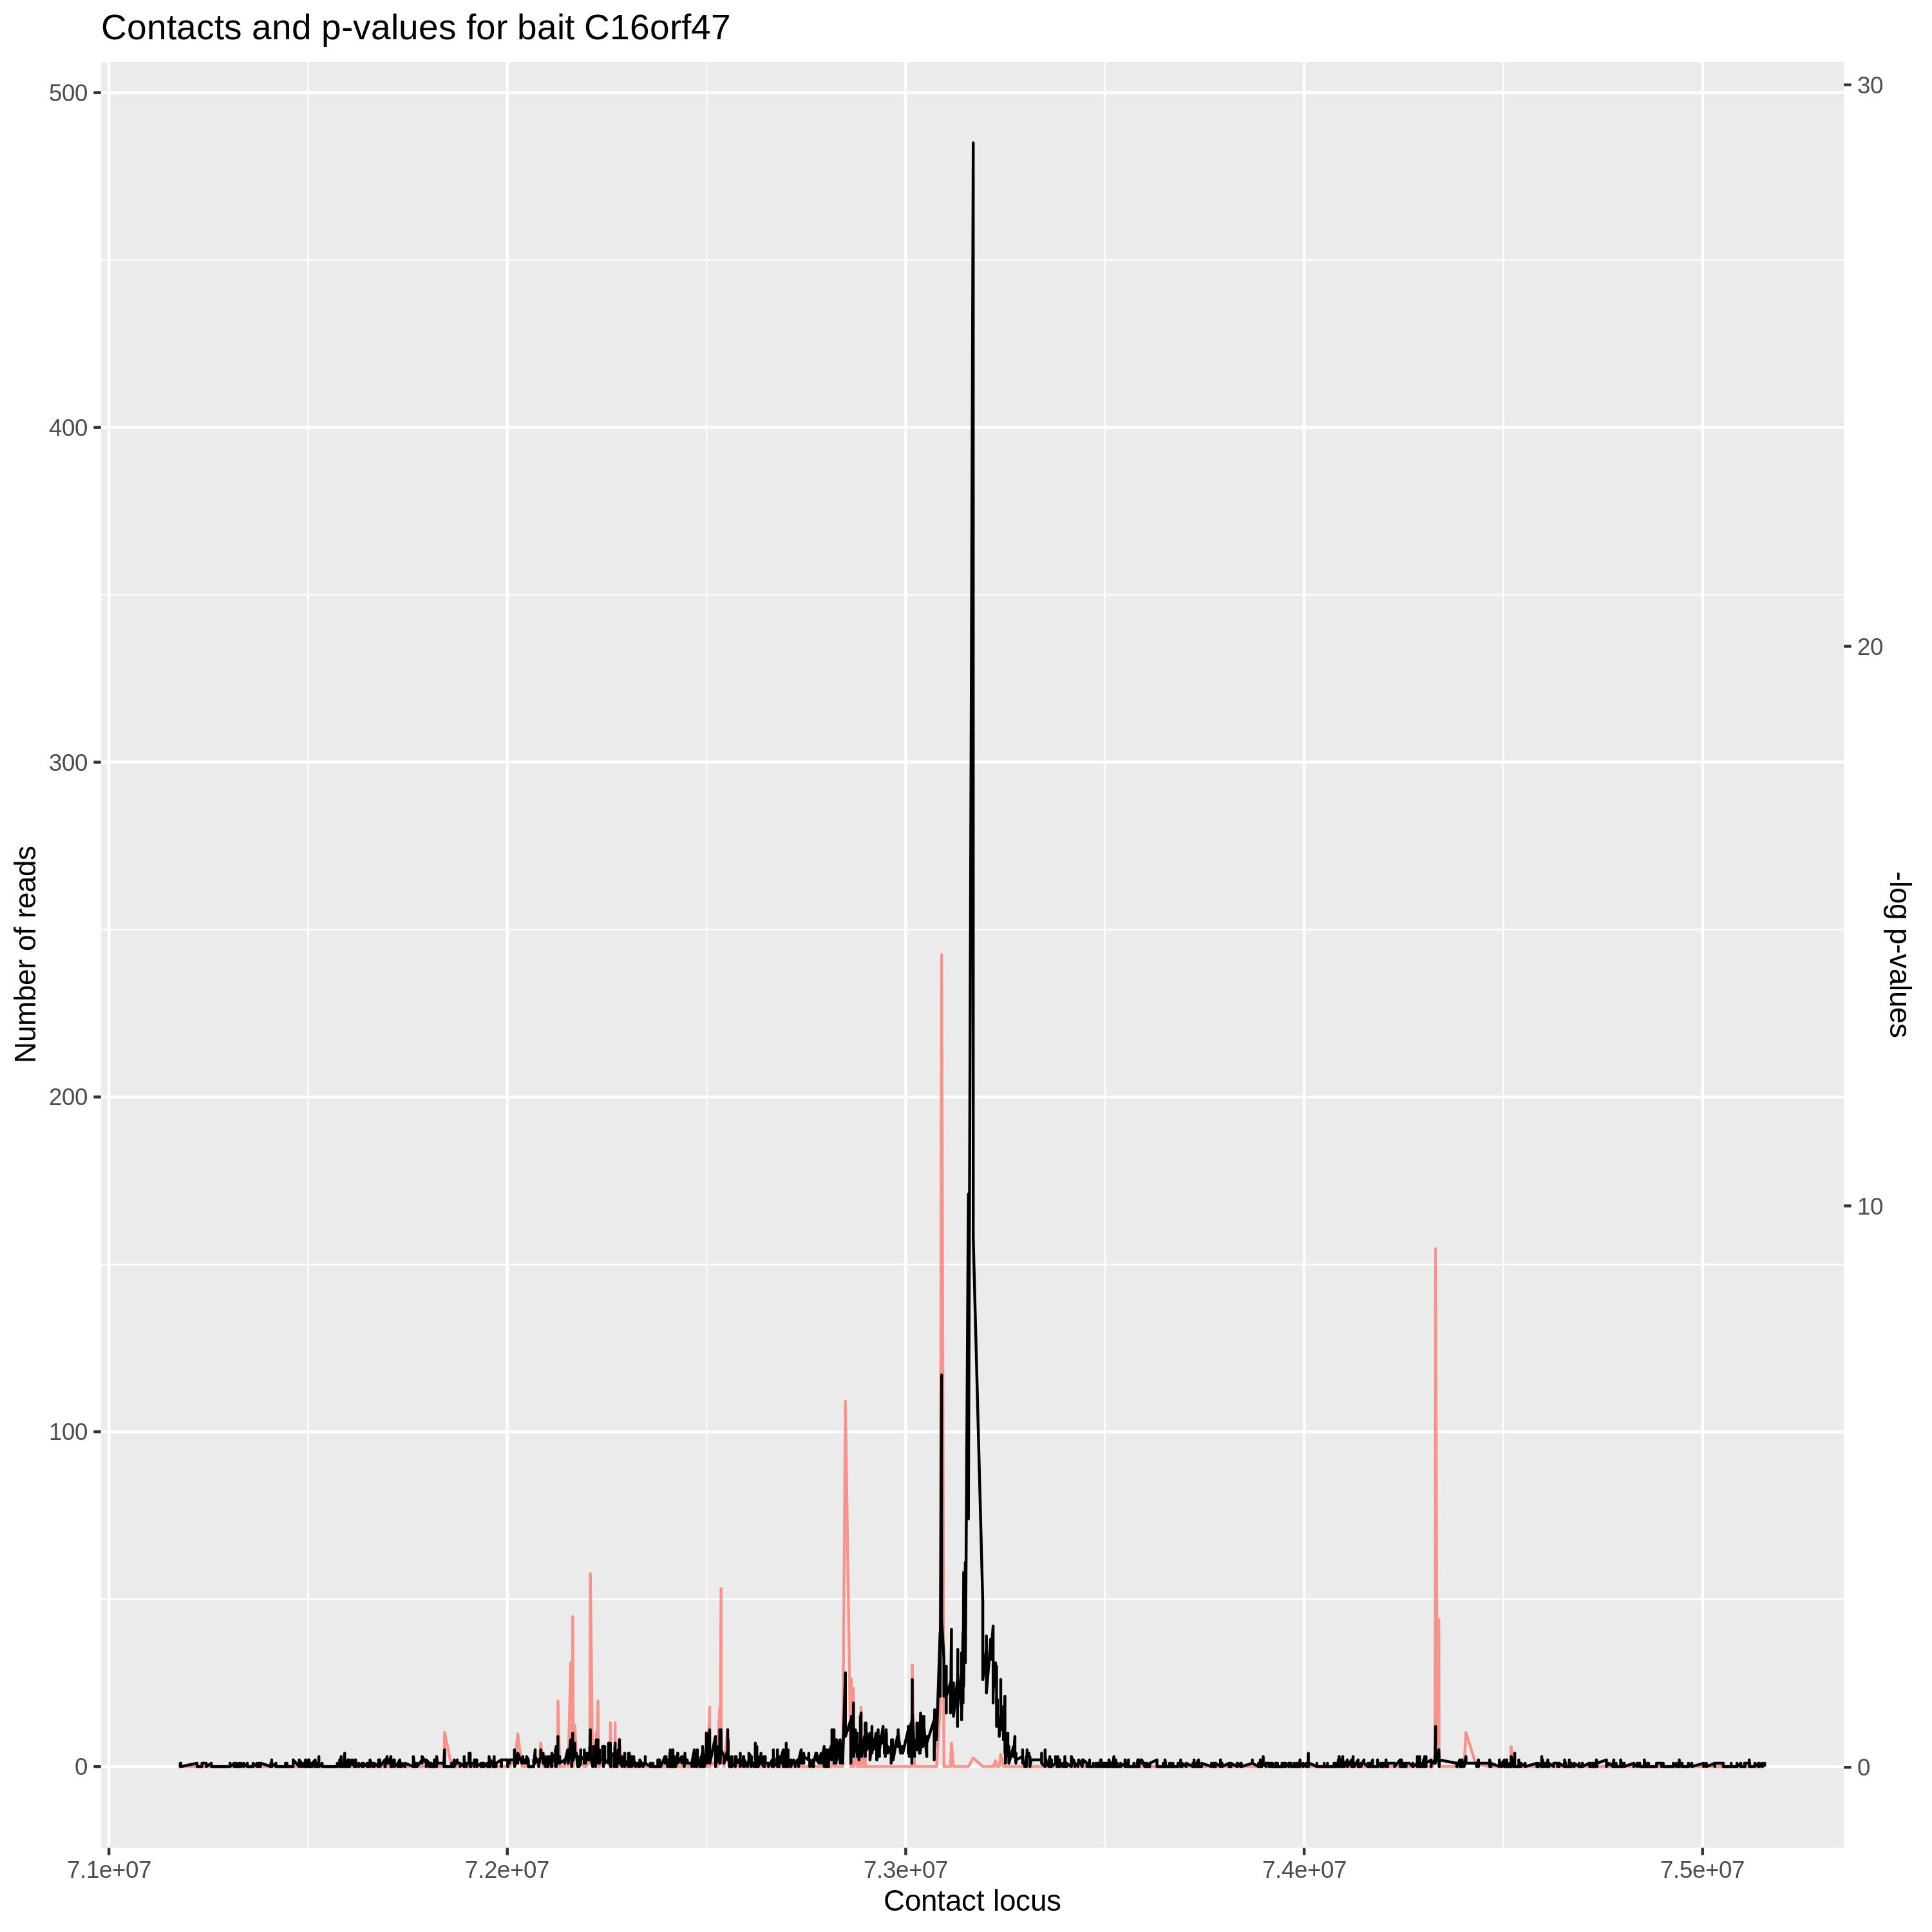 Contacts and p-values for bait C16orf47
500
400
300
200
100
0
30
20
10
0
Number of reads
-log p-values
7.1e+07 7.2e+07 7.3e+07 7.4e+07 7.5e+07
Contact locus